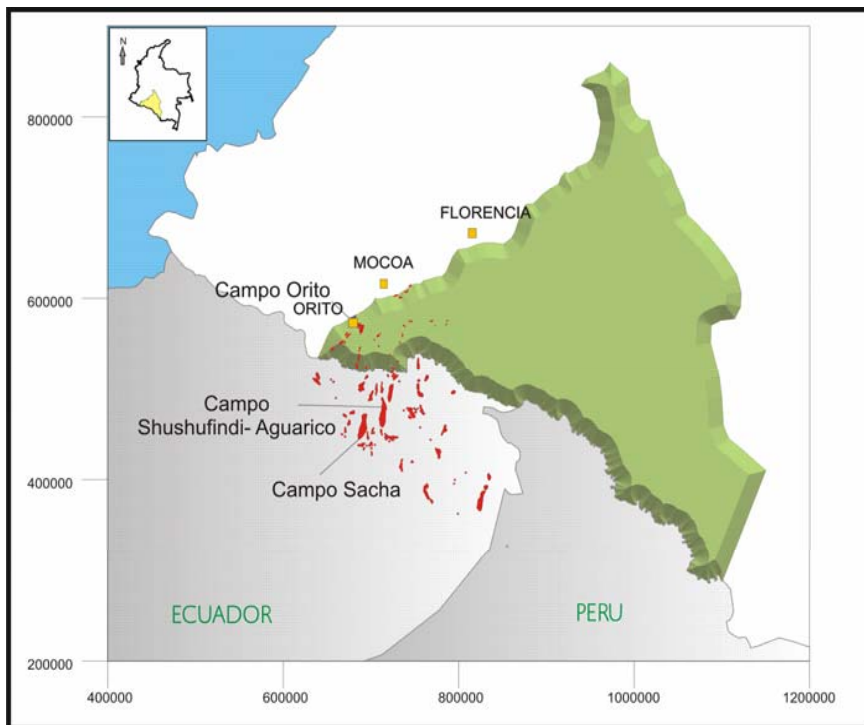 N
800000
FLORENCIA
MOCOA
600000
Campo Orito
ORITO
Campo
Shushufindi- Aguarico
400000
Campo Sacha
ECUADOR
PERU
200000
400000
600000
800000
1000000
1200000